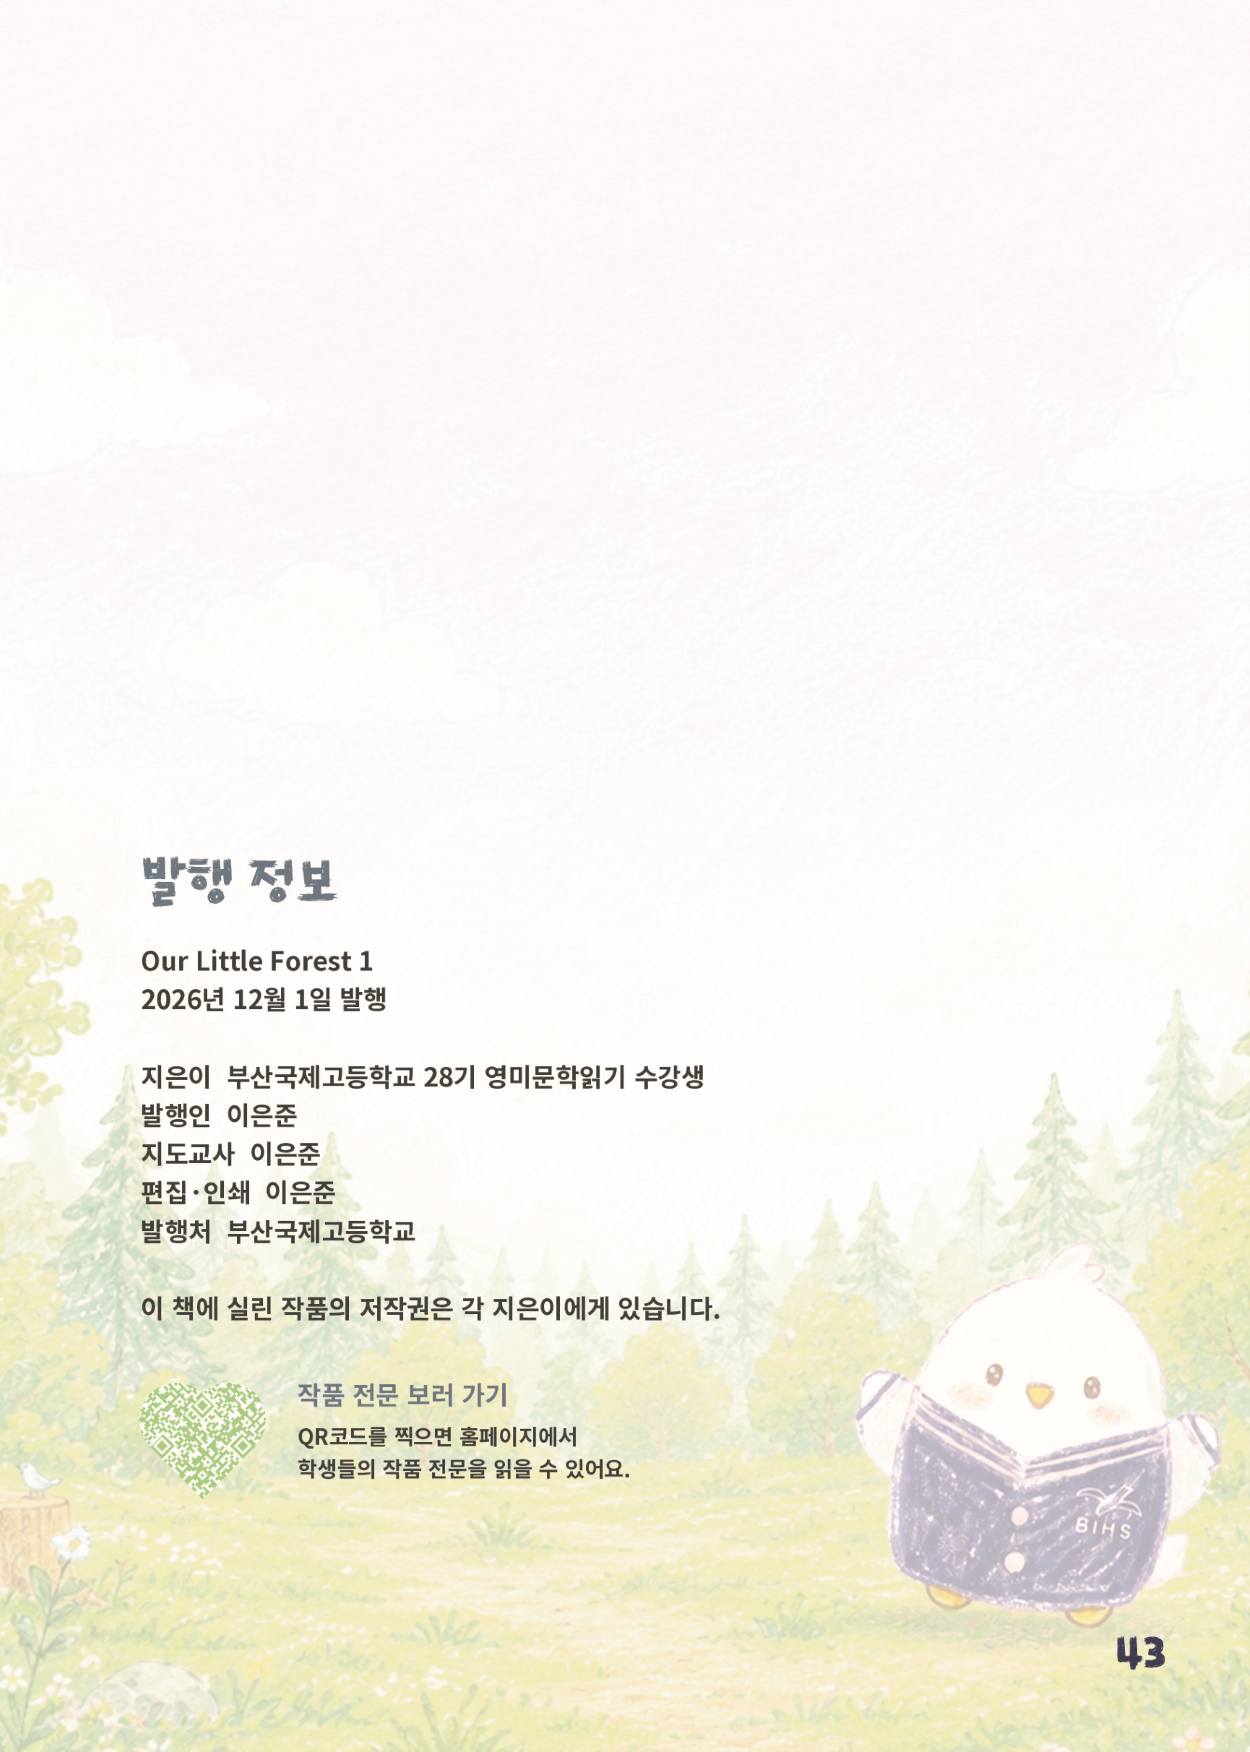 발행 정보
Our Little Forest 1
2026년 12월 1일 발행
지은이 부산국제고등학교 28기 영미문학읽기 수강생
발행인 이은준
지도교사 이은준
편집·인쇄 이은준
발행처 부산국제고등학교
이 책에 실린 작품의 저작권은 각 지은이에게 있습니다.
작품 전문 보러 가기
QR코드를 찍으면 홈페이지에서
학생들의 작품 전문을 읽을 수 있어요.
BIHS
43